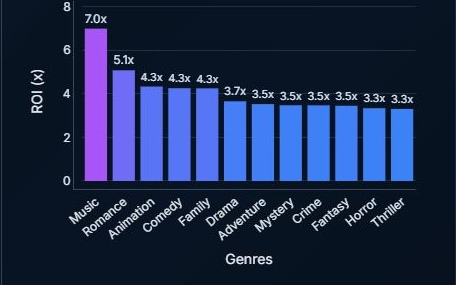 8
7.0x
6
5.1x
4.3x 4.3x 4.3x
4
3.7x 3.5x 3.5x 3.5x 3.5x 3.3x 3.3x
2
0
ROI (x)
Music
Romance
Animation
Comedy
Family
Drama
Adventure
Mystery
Crime
Fantasy
Horror
Thriller
Genres